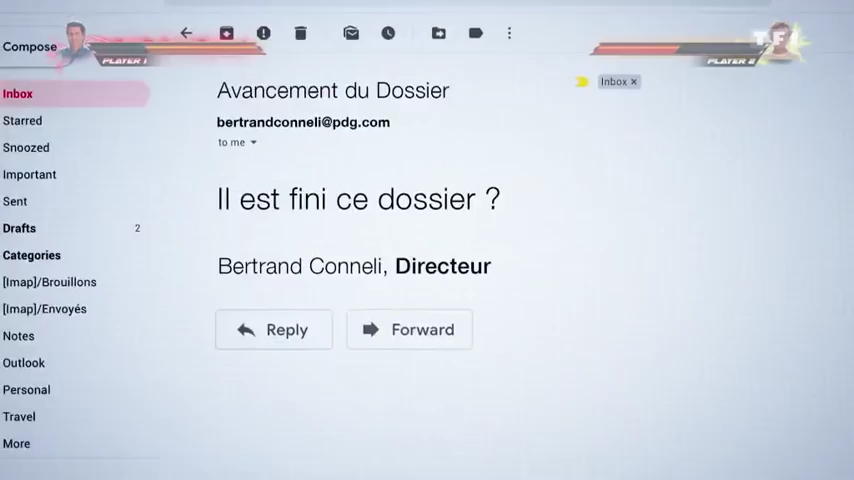 Compose
PLAYER 1
PLAYER 2
TF1
Avancement du Dossier
Inbox ×
Inbox
bertrandconneli@pdg.com
Starred
to me
Snoozed
Important
Il est fini ce dossier ?
Sent
Drafts 2
Categories
Bertrand Conneli, Directeur
[Imap]/Brouillons
[Imap]/Envoyés
Reply
Forward
Notes
Outlook
Personal
Travel
More